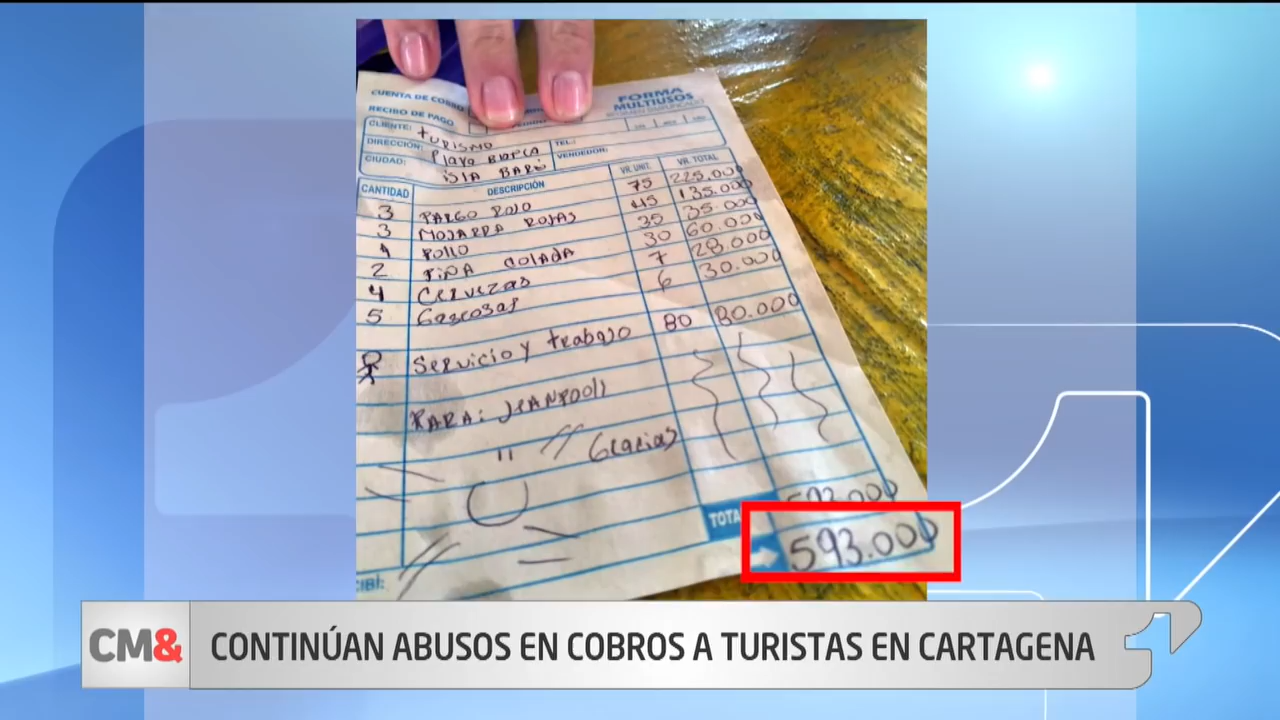 CUENTA DE COBRO
RECIBO DE PAGO
FORMA
MULTIUSOS
CLIENTE: TURISMO
DIRECCIÓN: Playa Blanca TEL.:
CIUDAD: ISLA BARÚ VENDEDOR:
CANTIDAD DESCRIPCIÓN VR. UNIT. VR. TOTAL
3 PARGO ROJO 75 225.000
3 MOJARRA ROJAS 45 135.000
1 POLLO 35 35.000
2 PIÑA COLADA 30 60.000
4 Cervezas 7 28.000
5 Gaseosas 6 30.000
Servicio y trabajo 80 80.000
PARA: JEANPOOll
" // Gracias
593.000
TOTAL 593.000
CIBÍ:
CM& CONTINÚAN ABUSOS EN COBROS A TURISTAS EN CARTAGENA